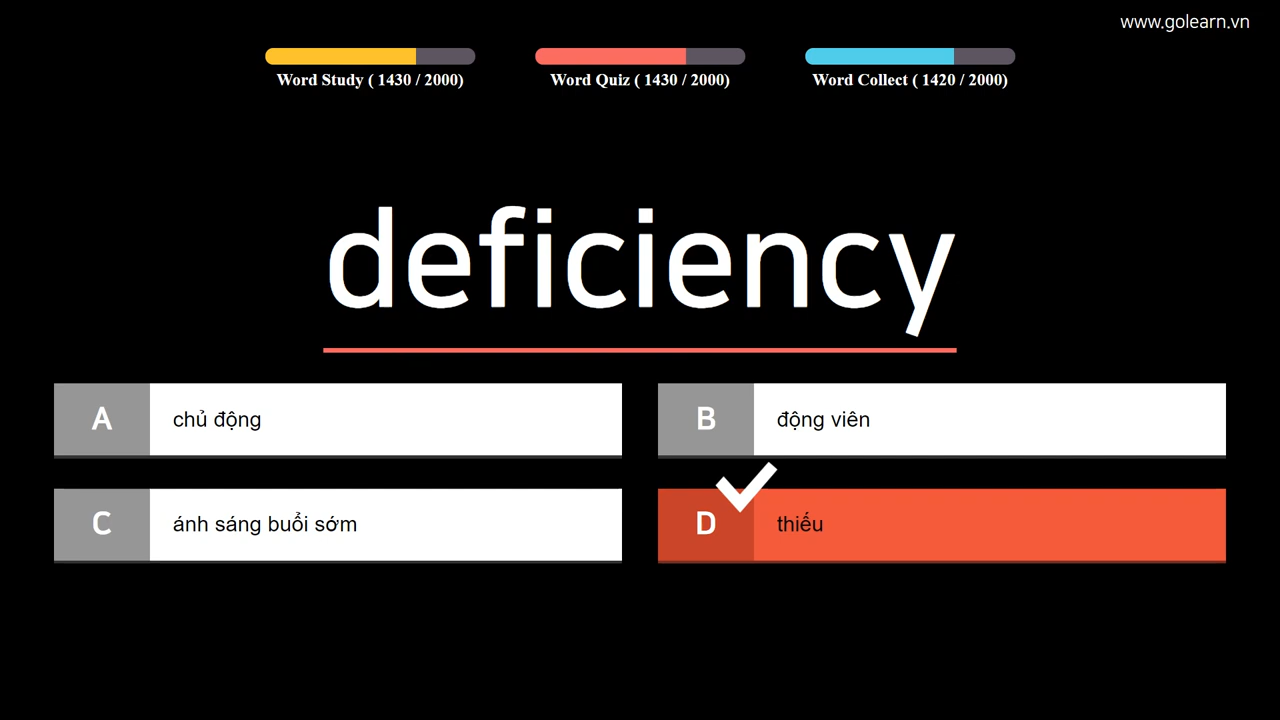 www.golearn.vn
Word Study ( 1430 / 2000)
Word Quiz ( 1430 / 2000)
Word Collect ( 1420 / 2000)
deficiency
A chủ động
B động viên
C ánh sáng buổi sớm
D thiếu